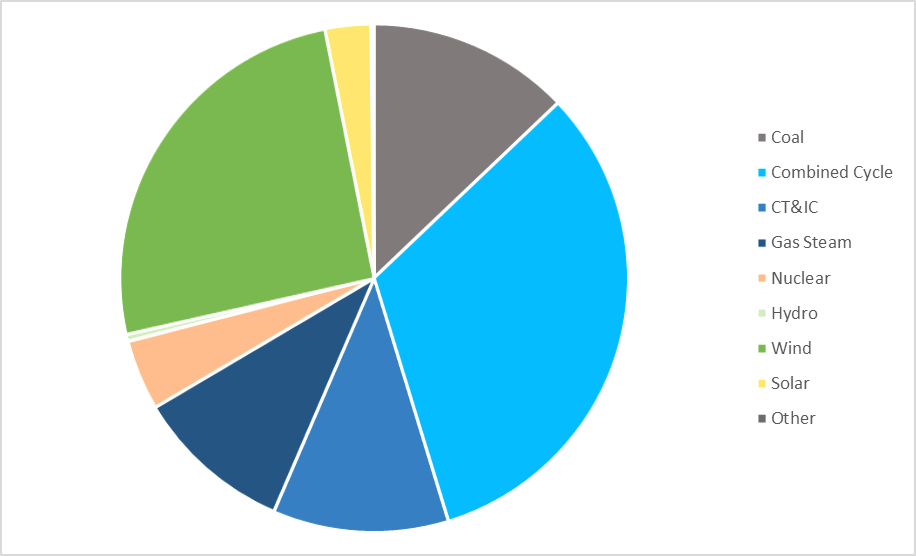 Coal
Combined Cycle
CT&IC
Gas Steam
Nuclear
Hydro
Wind
Solar
Other